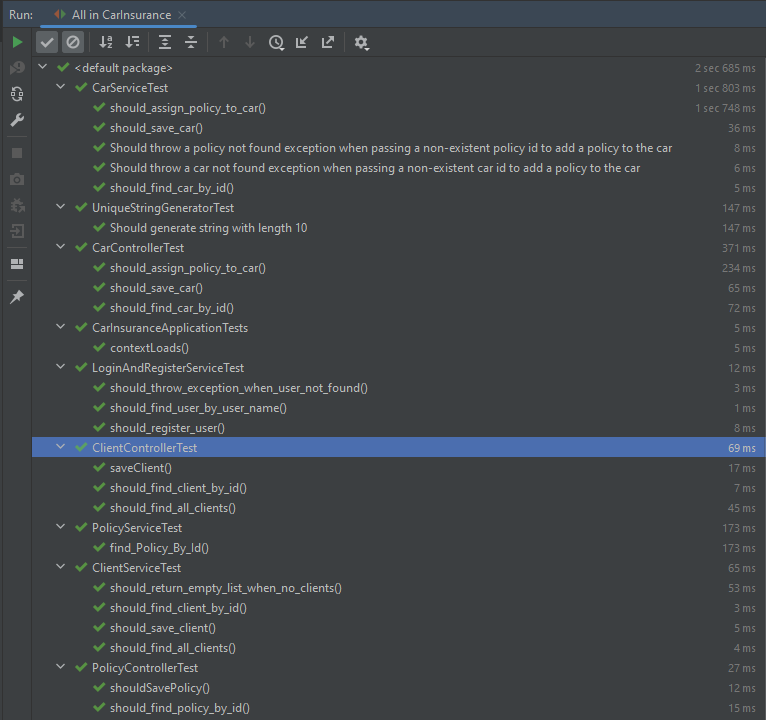 Run: All in CarInsurance
<default package> 2 sec 685 ms
CarServiceTest 1 sec 803 ms
should_assign_policy_to_car() 1 sec 748 ms
should_save_car() 36 ms
Should throw a policy not found exception when passing a non-existent policy id to add a policy to the car 8 ms
Should throw a car not found exception when passing a non-existent car id to add a policy to the car 6 ms
should_find_car_by_id() 5 ms
UniqueStringGeneratorTest 147 ms
Should generate string with length 10 147 ms
CarControllerTest 371 ms
should_assign_policy_to_car() 234 ms
should_save_car() 65 ms
should_find_car_by_id() 72 ms
CarInsuranceApplicationTests 5 ms
contextLoads() 5 ms
LoginAndRegisterServiceTest 12 ms
should_throw_exception_when_user_not_found() 3 ms
should_find_user_by_user_name() 1 ms
should_register_user() 8 ms
ClientControllerTest 69 ms
saveClient() 17 ms
should_find_client_by_id() 7 ms
should_find_all_clients() 45 ms
PolicyServiceTest 173 ms
find_Policy_By_Id() 173 ms
ClientServiceTest 65 ms
should_return_empty_list_when_no_clients() 53 ms
should_find_client_by_id() 3 ms
should_save_client() 5 ms
should_find_all_clients() 4 ms
PolicyControllerTest 27 ms
shouldSavePolicy() 12 ms
should_find_policy_by_id() 15 ms